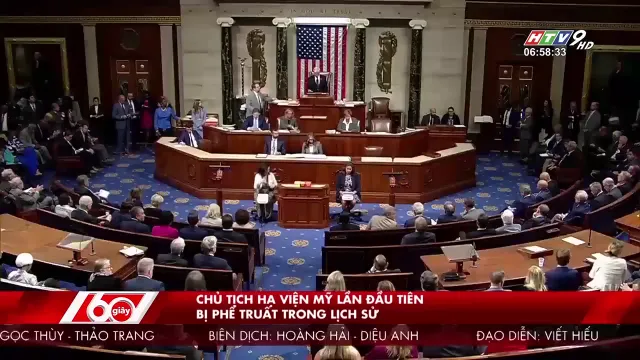 HTV9HD
06:58:33
60
giây
CHỦ TỊCH HẠ VIỆN MỸ LẦN ĐẦU TIÊN
BỊ PHẾ TRUẤT TRONG LỊCH SỬ
NGỌC THÙY - THẢO TRANG BIÊN DỊCH: HOÀNG HẢI - DIỆU ANH ĐẠO DIỄN: VIẾT HIẾU